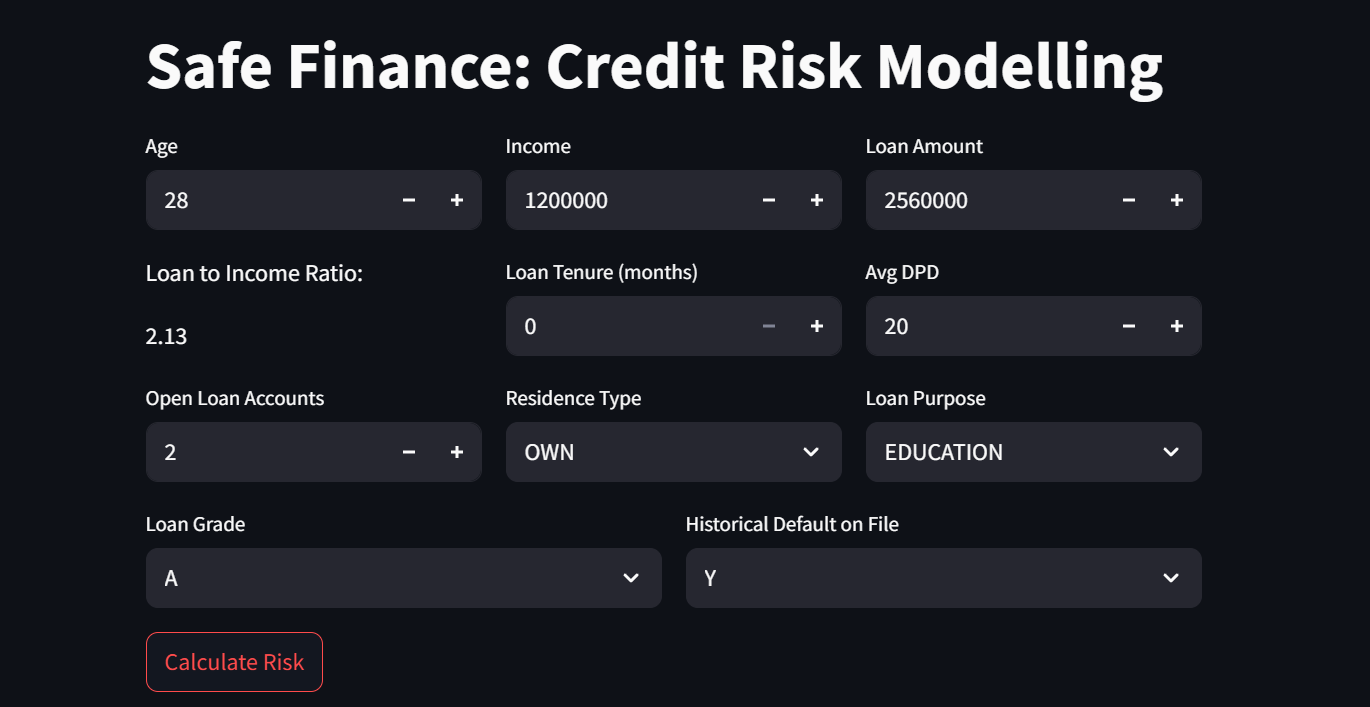 Safe Finance: Credit Risk Modelling
Age
Income
Loan Amount
28
1200000
2560000
Loan to Income Ratio:
Loan Tenure (months)
Avg DPD
2.13
0
20
Open Loan Accounts
Residence Type
Loan Purpose
2
OWN
EDUCATION
Loan Grade
Historical Default on File
A
Y
Calculate Risk